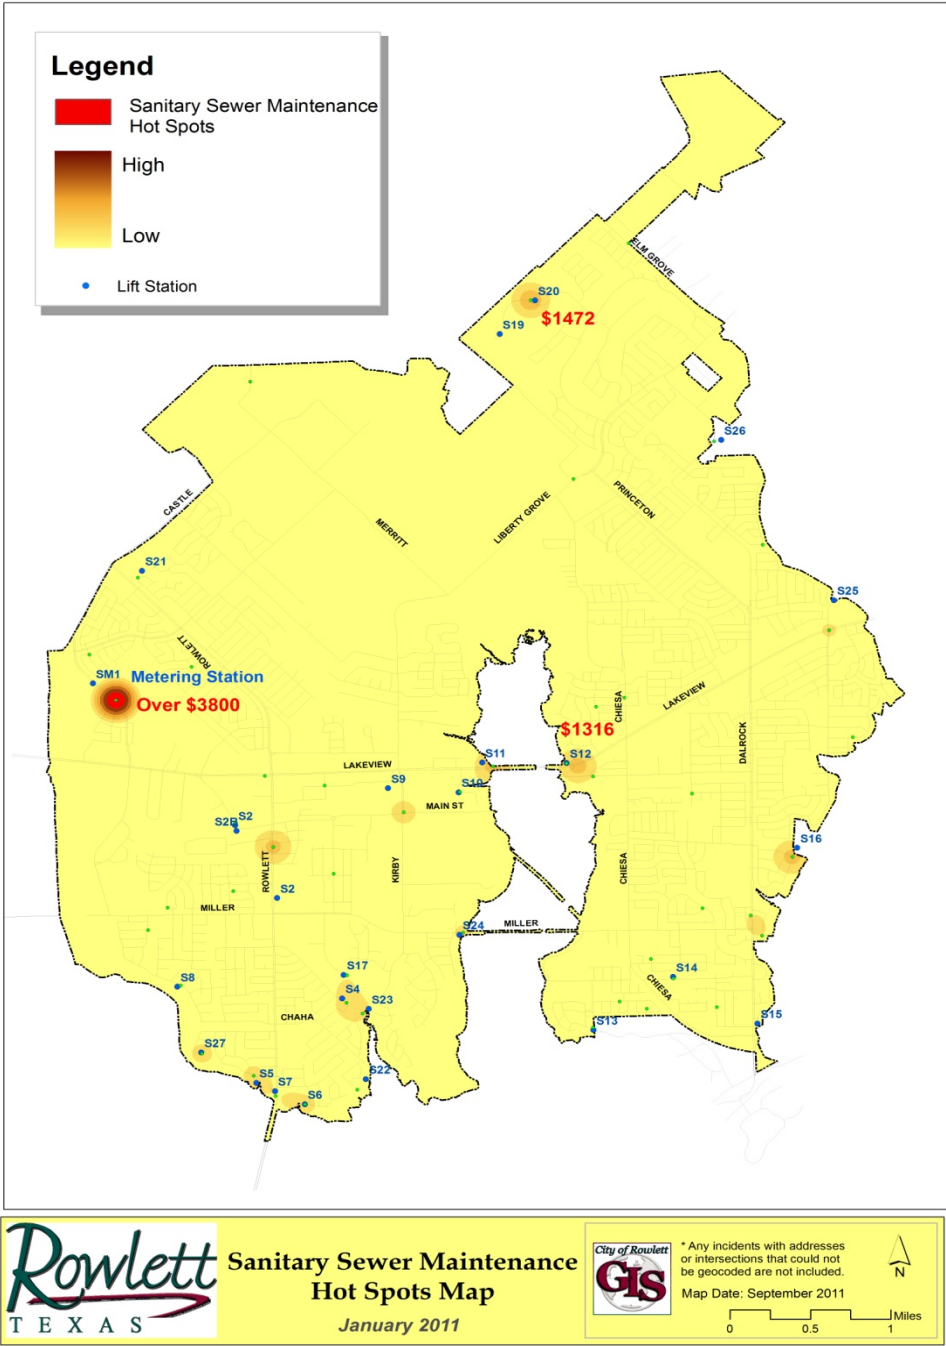 Legend
Sanitary Sewer Maintenance
Hot Spots
High
Low
Lift Station
ELM GROVE
S20
$1472
S19
S26
CASTLE
MERRITT
LIBERTY GROVE
PRINCETON
S21
S25
ROWLETT
SM1
Metering Station
Over $3800
CHIESA
LAKEVIEW
$1316
DALROCK
S11
S12
LAKEVIEW
S9
S10
MAIN ST
S2
S2B
S16
ROWLETT
KIRBY
CHIESA
S2
MILLER
S24
MILLER
S17
S14
S8
CHIESA
S4
S23
CHAHA
S13
S15
S27
S5
S7
S22
S6
Rowlett
TEXAS
Sanitary Sewer Maintenance
Hot Spots Map
January 2011
City of Rowlett
GIS
* Any incidents with addresses
or intersections that could not
be geocoded are not included.
Map Date: September 2011
N
Miles
0 0.5 1